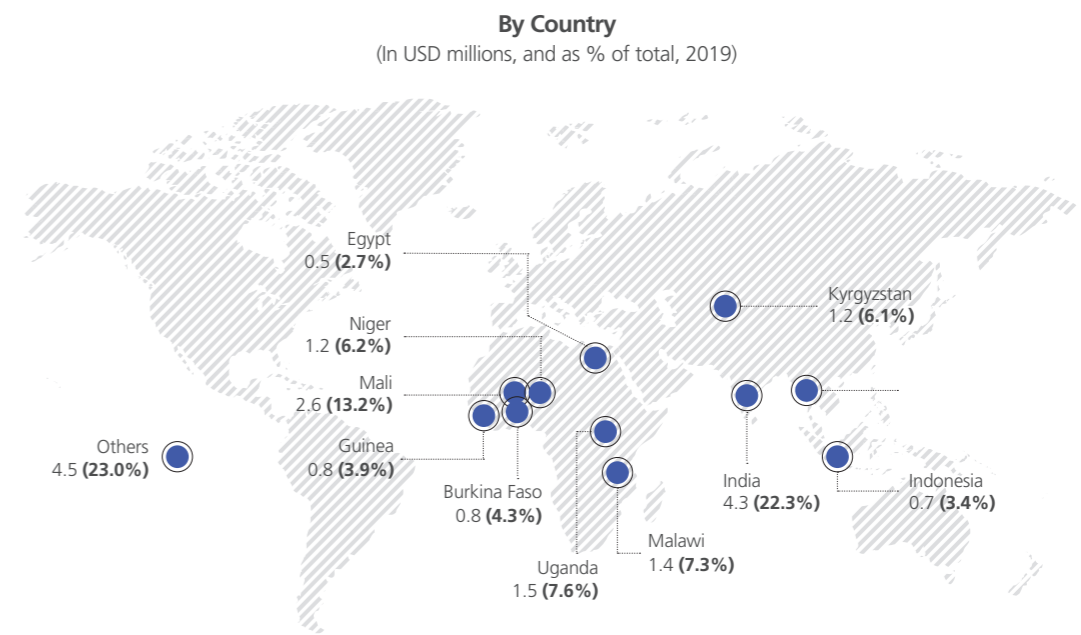 By Country
(In USD millions, and as % of total, 2019)
Egypt
0.5 (2.7%)
Niger
1.2 (6.2%)
Mali
2.6 (13.2%)
Others
4.5 (23.0%)
Guinea
0.8 (3.9%)
Burkina Faso
0.8 (4.3%)
Uganda
1.5 (7.6%)
Malawi
1.4 (7.3%)
Kyrgyzstan
1.2 (6.1%)
India
4.3 (22.3%)
Indonesia
0.7 (3.4%)